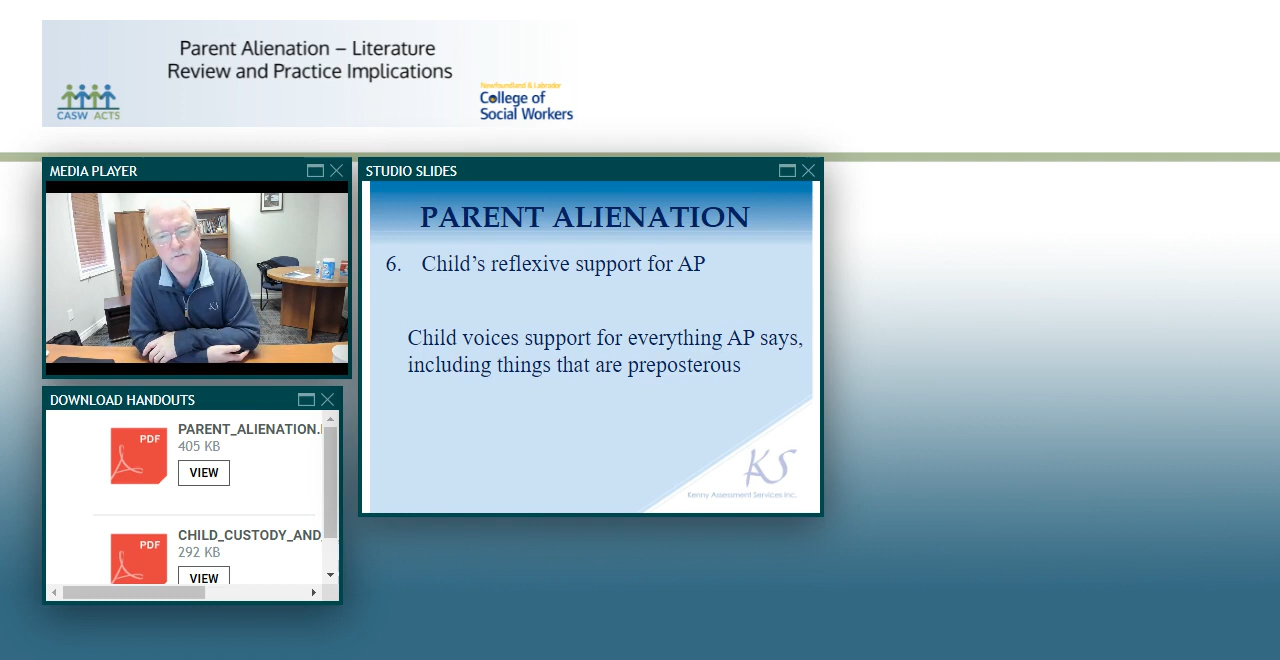 Parent Alienation – Literature
Review and Practice Implications
CASW ACTS
Newfoundland & Labrador
College of
Social Workers
MEDIA PLAYER
KS
STUDIO SLIDES
PARENT ALIENATION
6. Child’s reflexive support for AP
Child voices support for everything AP says,
including things that are preposterous
KS
Kenny Assessment Services Inc.
DOWNLOAD HANDOUTS
PDF
PARENT_ALIENATION.
405 KB
VIEW
PDF
CHILD_CUSTODY_AND_
292 KB
VIEW